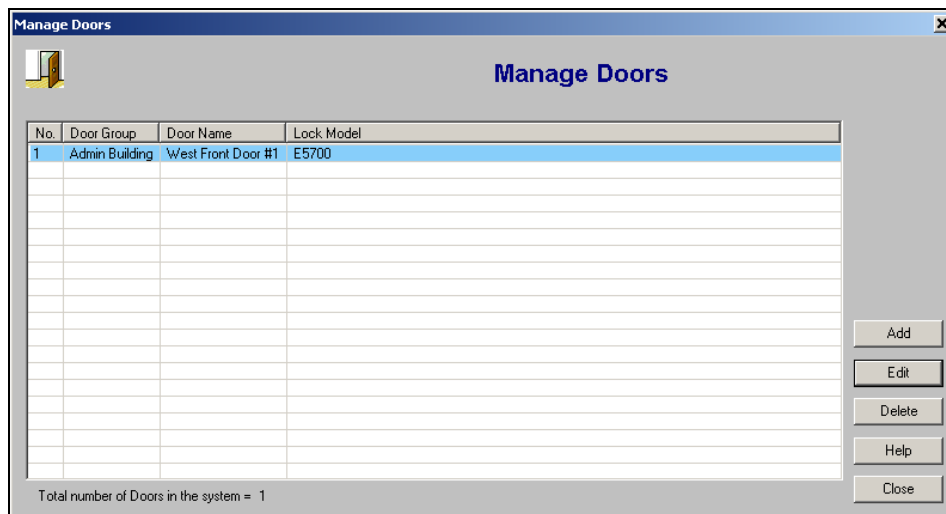 Manage Doors
Manage Doors
No. Door Group Door Name Lock Model
1 Admin Building West Front Door #1 E5700
Add
Edit
Delete
Help
Close
Total number of Doors in the system = 1